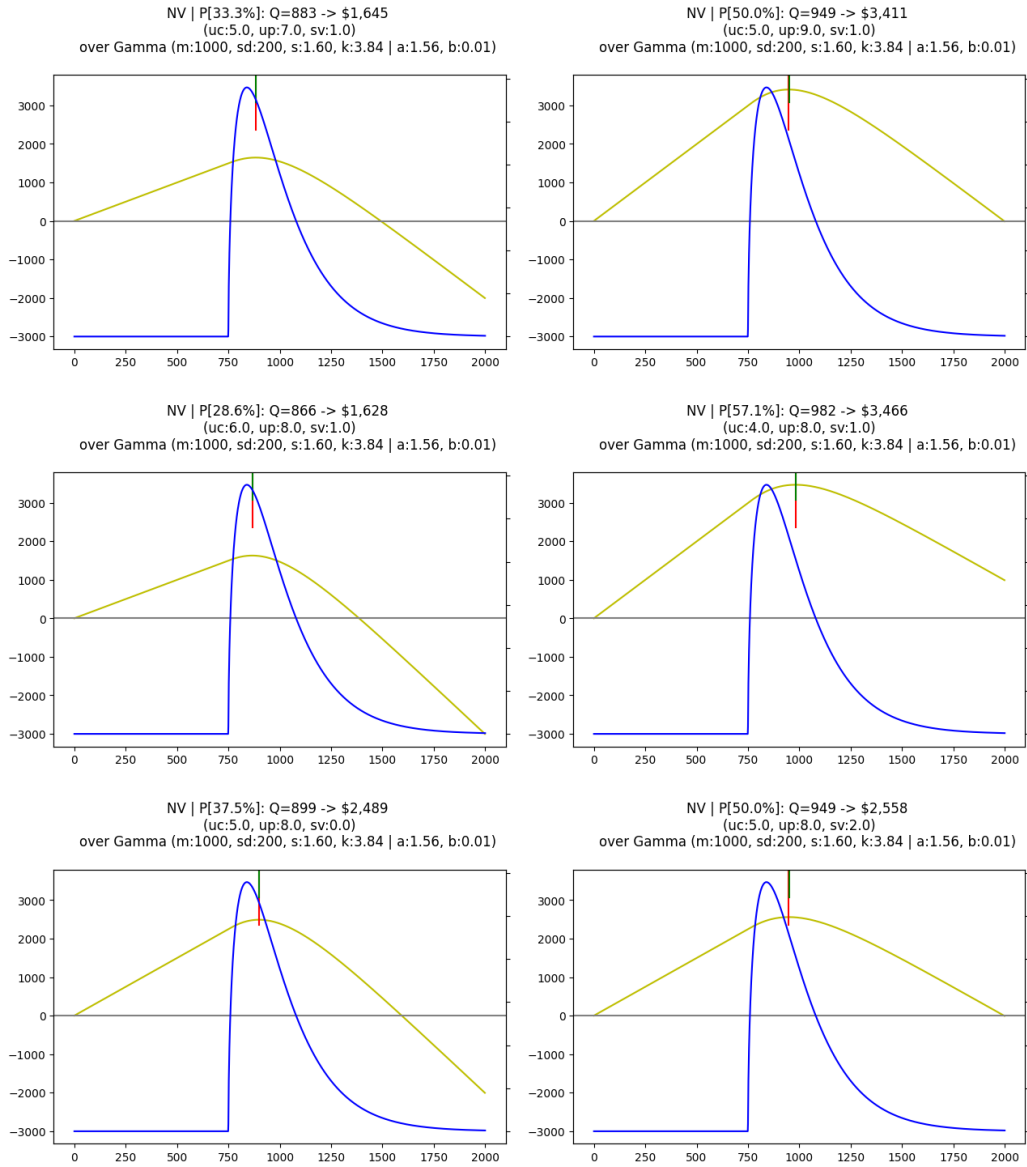 NV | P[33.3%]: Q=883 -> $1,645
(uc:5.0, up:7.0, sv:1.0)
over Gamma (m:1000, sd:200, s:1.60, k:3.84 | a:1.56, b:0.01)
3000
2000
1000
0
−1000
−2000
−3000
0 250 500 750 1000 1250 1500 1750 2000
NV | P[50.0%]: Q=949 -> $3,411
(uc:5.0, up:9.0, sv:1.0)
over Gamma (m:1000, sd:200, s:1.60, k:3.84 | a:1.56, b:0.01)
3000
2000
1000
0
−1000
−2000
−3000
0 250 500 750 1000 1250 1500 1750 2000
NV | P[28.6%]: Q=866 -> $1,628
(uc:6.0, up:8.0, sv:1.0)
over Gamma (m:1000, sd:200, s:1.60, k:3.84 | a:1.56, b:0.01)
3000
2000
1000
0
−1000
−2000
−3000
0 250 500 750 1000 1250 1500 1750 2000
NV | P[57.1%]: Q=982 -> $3,466
(uc:4.0, up:8.0, sv:1.0)
over Gamma (m:1000, sd:200, s:1.60, k:3.84 | a:1.56, b:0.01)
3000
2000
1000
0
−1000
−2000
−3000
0 250 500 750 1000 1250 1500 1750 2000
NV | P[37.5%]: Q=899 -> $2,489
(uc:5.0, up:8.0, sv:0.0)
over Gamma (m:1000, sd:200, s:1.60, k:3.84 | a:1.56, b:0.01)
3000
2000
1000
0
−1000
−2000
−3000
0 250 500 750 1000 1250 1500 1750 2000
NV | P[50.0%]: Q=949 -> $2,558
(uc:5.0, up:8.0, sv:2.0)
over Gamma (m:1000, sd:200, s:1.60, k:3.84 | a:1.56, b:0.01)
3000
2000
1000
0
−1000
−2000
−3000
0 250 500 750 1000 1250 1500 1750 2000